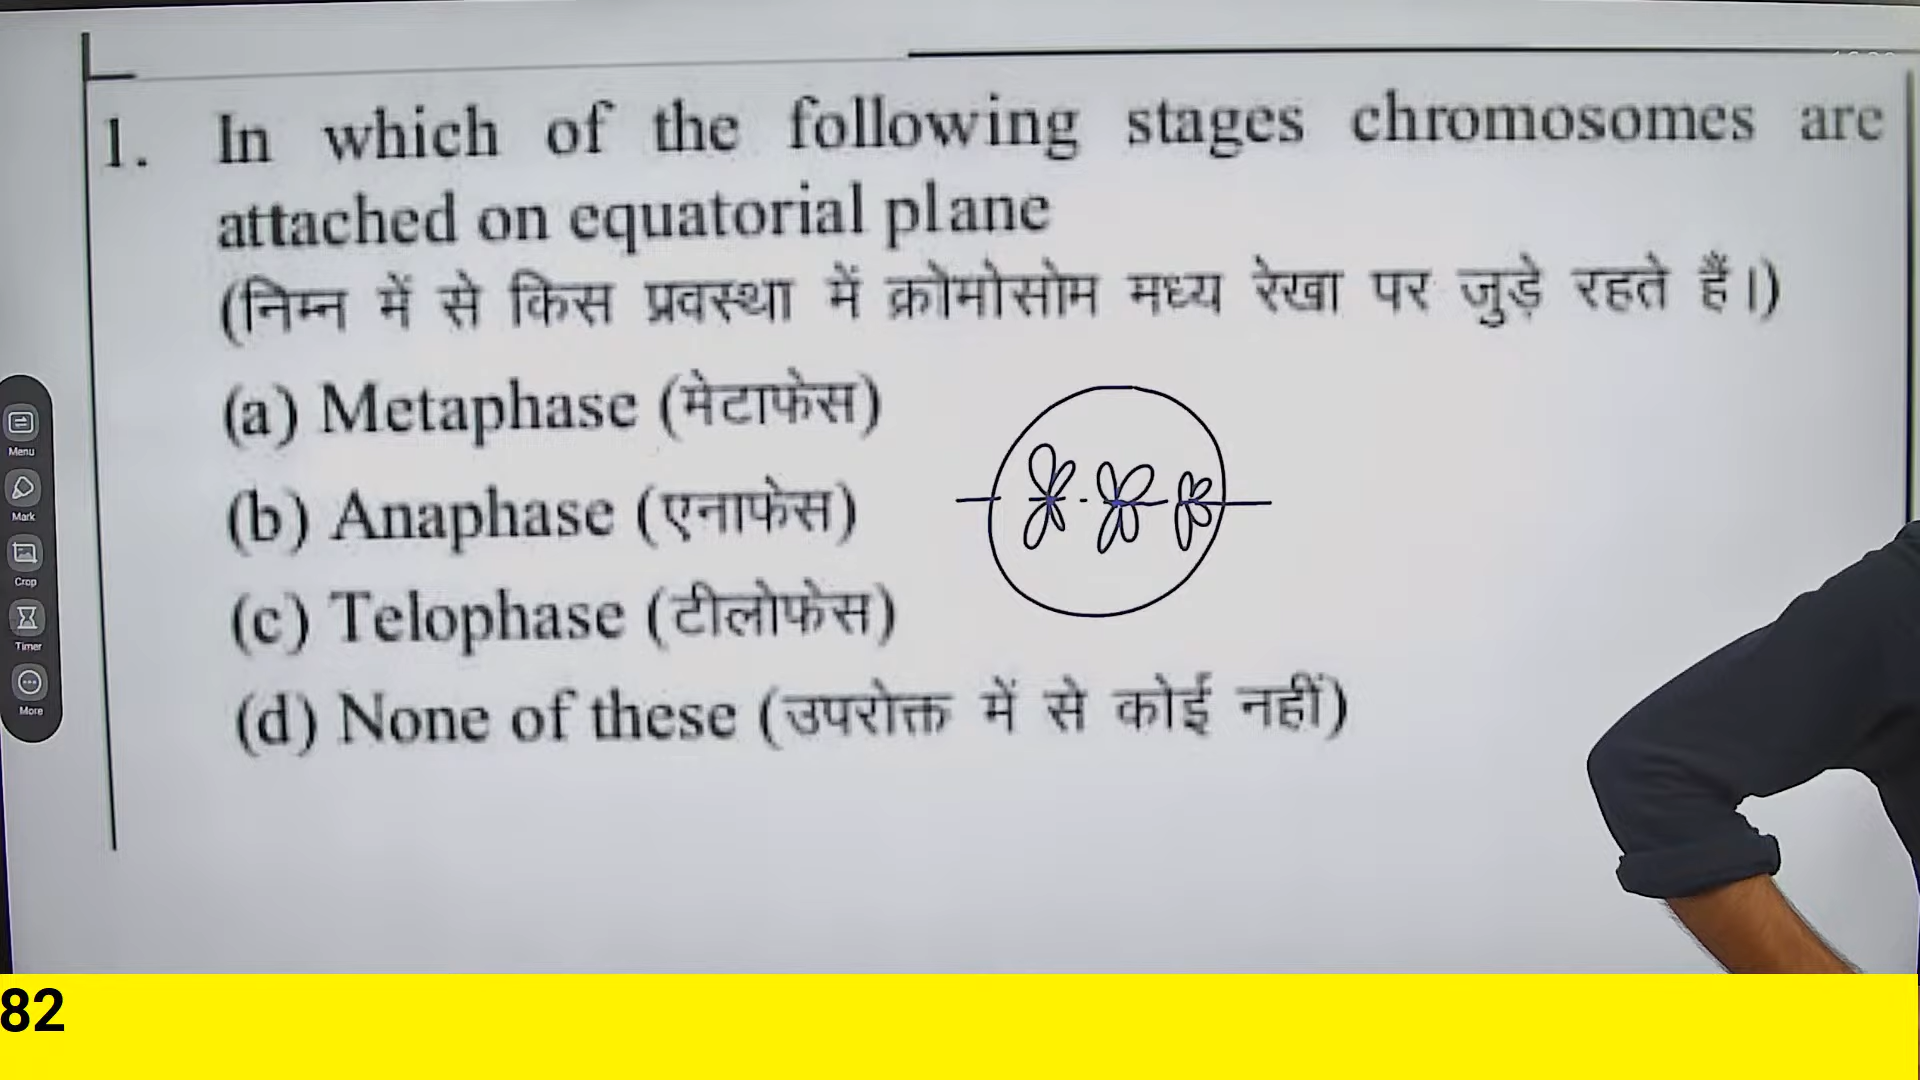 1. In which of the following stages chromosomes are
attached on equatorial plane
(निम्न में से किस प्रवस्था में क्रोमोसोम मध्य रेखा पर जुड़े रहते हैं।)
(a) Metaphase (मेटाफेस)
(b) Anaphase (एनाफेस)
(c) Telophase (टीलोफेस)
(d) None of these (उपरोक्त में से कोई नहीं)
Menu
Mark
Crop
Timer
More
82